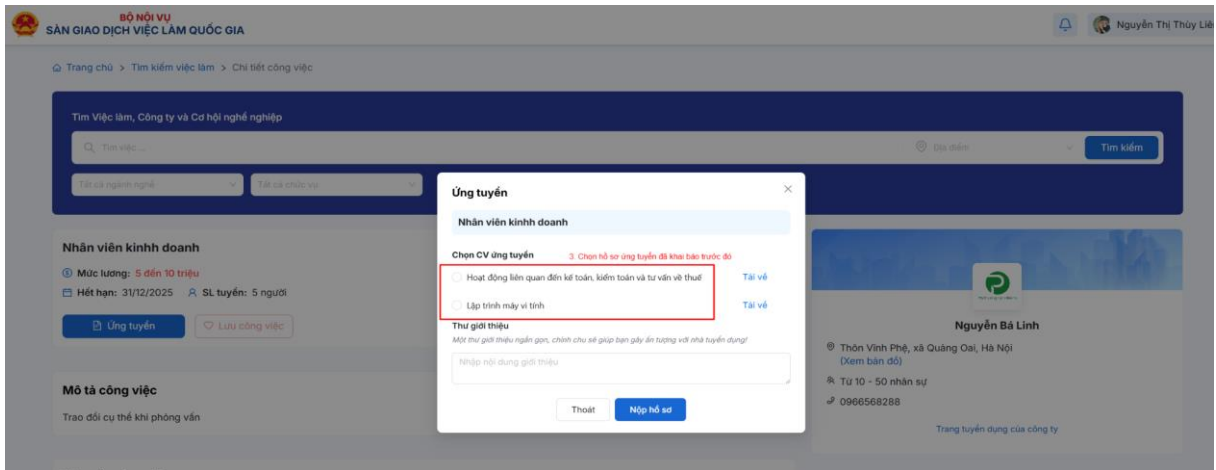 BỘ NỘI VỤ
SÀN GIAO DỊCH VIỆC LÀM QUỐC GIA
Nguyễn Thị Thùy Liê
Trang chủ > Tìm kiếm việc làm > Chi tiết công việc
Tìm Việc làm, Công ty và Cơ hội nghề nghiệp
Tìm việc ...
Địa điểm
Tìm kiếm
Tất cả ngành nghề
Tất cả chức vụ
Ứng tuyển
Nhân viên kinhh doanh
Chọn CV ứng tuyển
3. Chọn hồ sơ ứng tuyển đã khai báo trước đó
Hoạt động liên quan đến kế toán, kiểm toán và tư vấn về thuế
Tải về
Lập trình máy vi tính
Tải về
Thư giới thiệu
Một thư giới thiệu ngắn gọn, chỉnh chu sẽ giúp bạn gây ấn tượng với nhà tuyển dụng!
Nhập nội dung giới thiệu
Thoát
Nộp hồ sơ
Nhân viên kinhh doanh
Mức lương: 5 đến 10 triệu
Hết hạn: 31/12/2025 SL tuyển: 5 người
Ứng tuyển
Lưu công việc
Mô tả công việc
Trao đổi cụ thể khi phỏng vấn
Nguyễn Bá Linh
Thôn Vĩnh Phệ, xã Quảng Oai, Hà Nội
(Xem bản đồ)
Từ 10 - 50 nhân sự
0966568288
Trang tuyển dụng của công ty